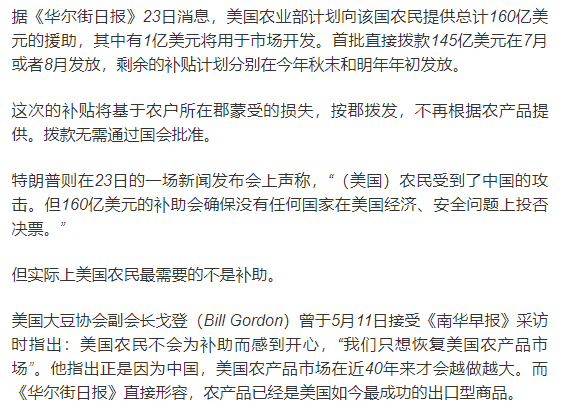 据《华尔街日报》23日消息，美国农业部计划向该国农民提供总计160亿美
元的援助，其中有1亿美元将用于市场开发。首批直接拨款145亿美元在7月
或者8月发放，剩余的补贴计划分别在今年秋末和明年年初发放。
这次的补贴将基于农户所在郡蒙受的损失，按郡拨发，不再根据农产品提
供。拨款无需通过国会批准。
特朗普则在23日的一场新闻发布会上声称，“（美国）农民受到了中国的攻
击。但160亿美元的补助会确保没有任何国家在美国经济、安全问题上投否
决票。”
但实际上美国农民最需要的不是补助。
美国大豆协会副会长戈登（Bill Gordon）曾于5月11日接受《南华早报》采访
时指出：美国农民不会为补助而感到开心，“我们只想恢复美国农产品市
场”。他指出正是因为中国，美国农产品市场在近40年来才会越做越大。而
《华尔街日报》直接形容，农产品已经是美国如今最成功的出口型商品。